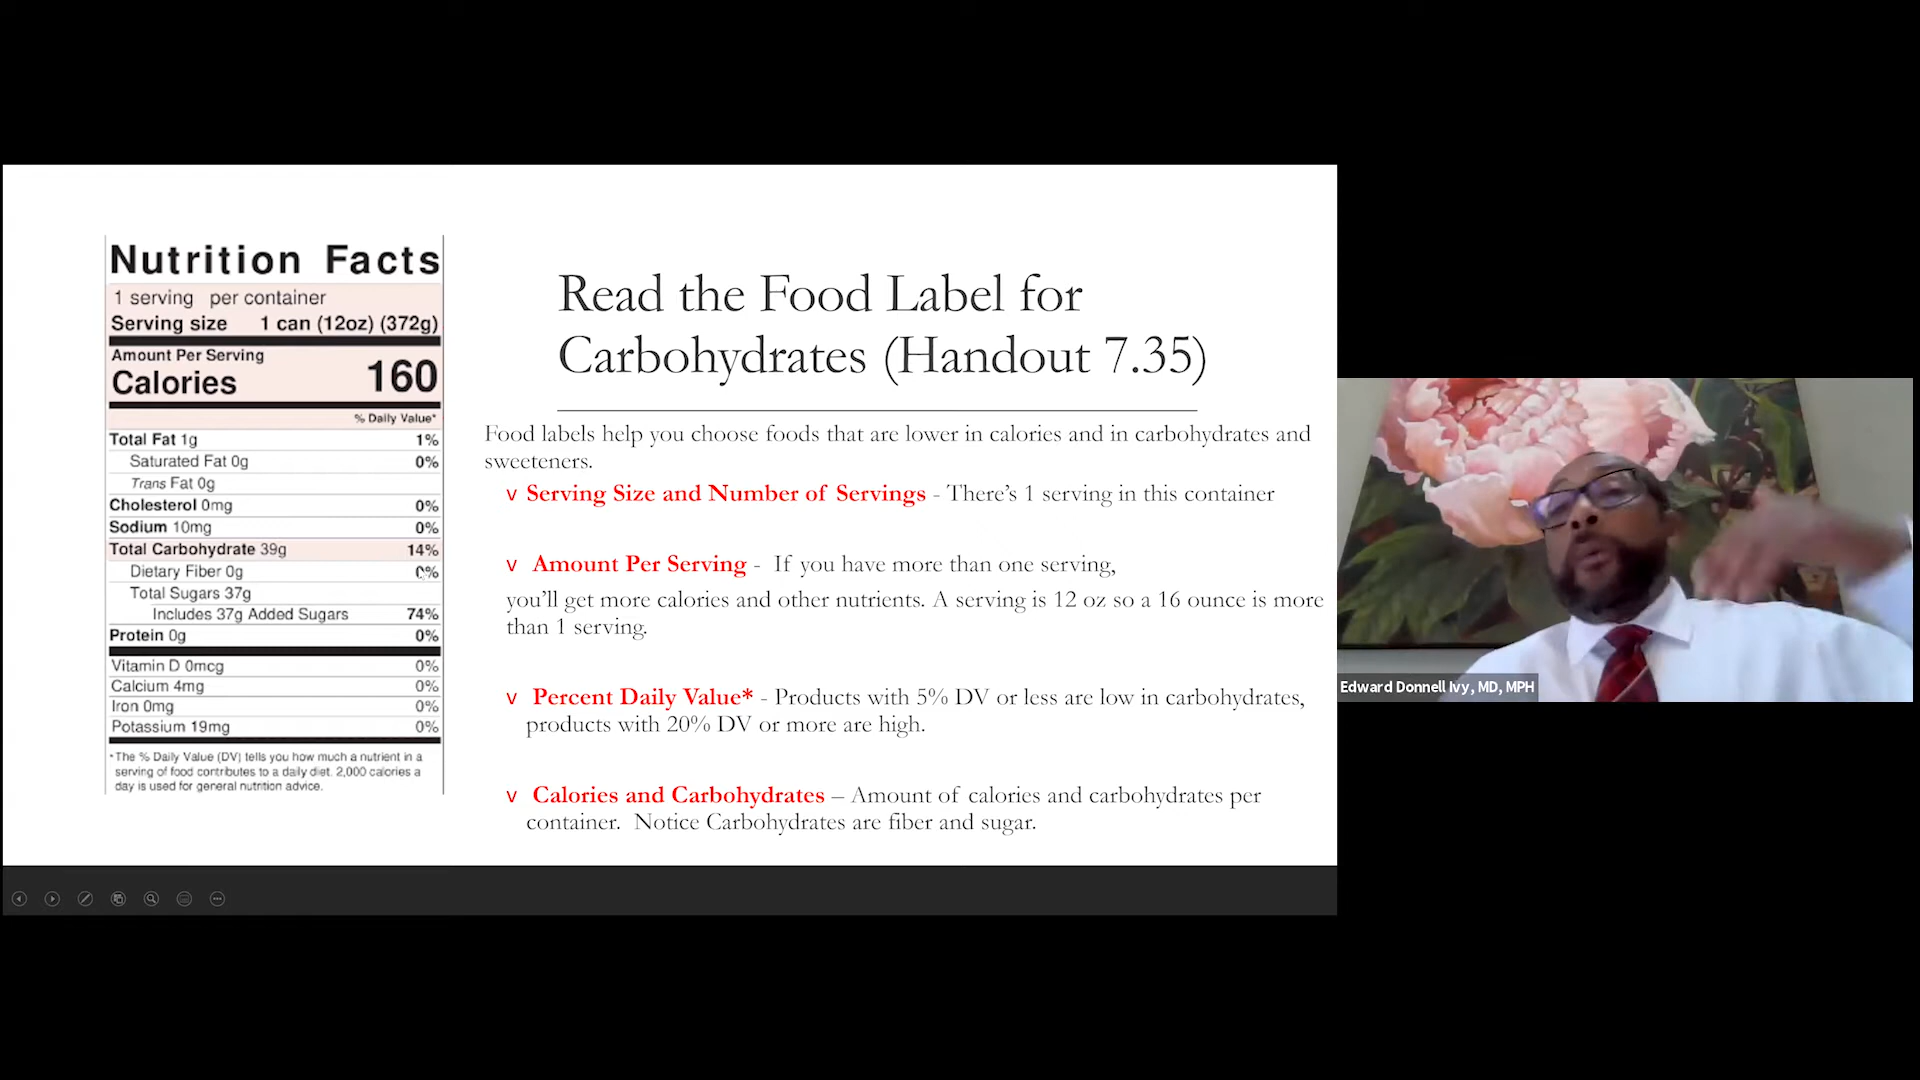 Nutrition Facts
1 serving per container
Serving size 1 can (12oz) (372g)
Amount Per Serving
Calories 160
% Daily Value*
Total Fat 1g 1%
Saturated Fat 0g 0%
Trans Fat 0g
Cholesterol 0mg 0%
Sodium 10mg 0%
Total Carbohydrate 39g 14%
Dietary Fiber 0g 0%
Total Sugars 37g
Includes 37g Added Sugars 74%
Protein 0g 0%
Vitamin D 0mcg 0%
Calcium 4mg 0%
Iron 0mg 0%
Potassium 19mg 0%
*The % Daily Value (DV) tells you how much a nutrient in a
serving of food contributes to a daily diet. 2,000 calories a
day is used for general nutrition advice.
Read the Food Label for
Carbohydrates (Handout 7.35)
Food labels help you choose foods that are lower in calories and in carbohydrates and
sweeteners.
v Serving Size and Number of Servings - There's 1 serving in this container
v Amount Per Serving - If you have more than one serving,
you'll get more calories and other nutrients. A serving is 12 oz so a 16 ounce is more
than 1 serving.
v Percent Daily Value* - Products with 5% DV or less are low in carbohydrates,
products with 20% DV or more are high.
v Calories and Carbohydrates – Amount of calories and carbohydrates per
container. Notice Carbohydrates are fiber and sugar.
Edward Donnell Ivy, MD, MPH